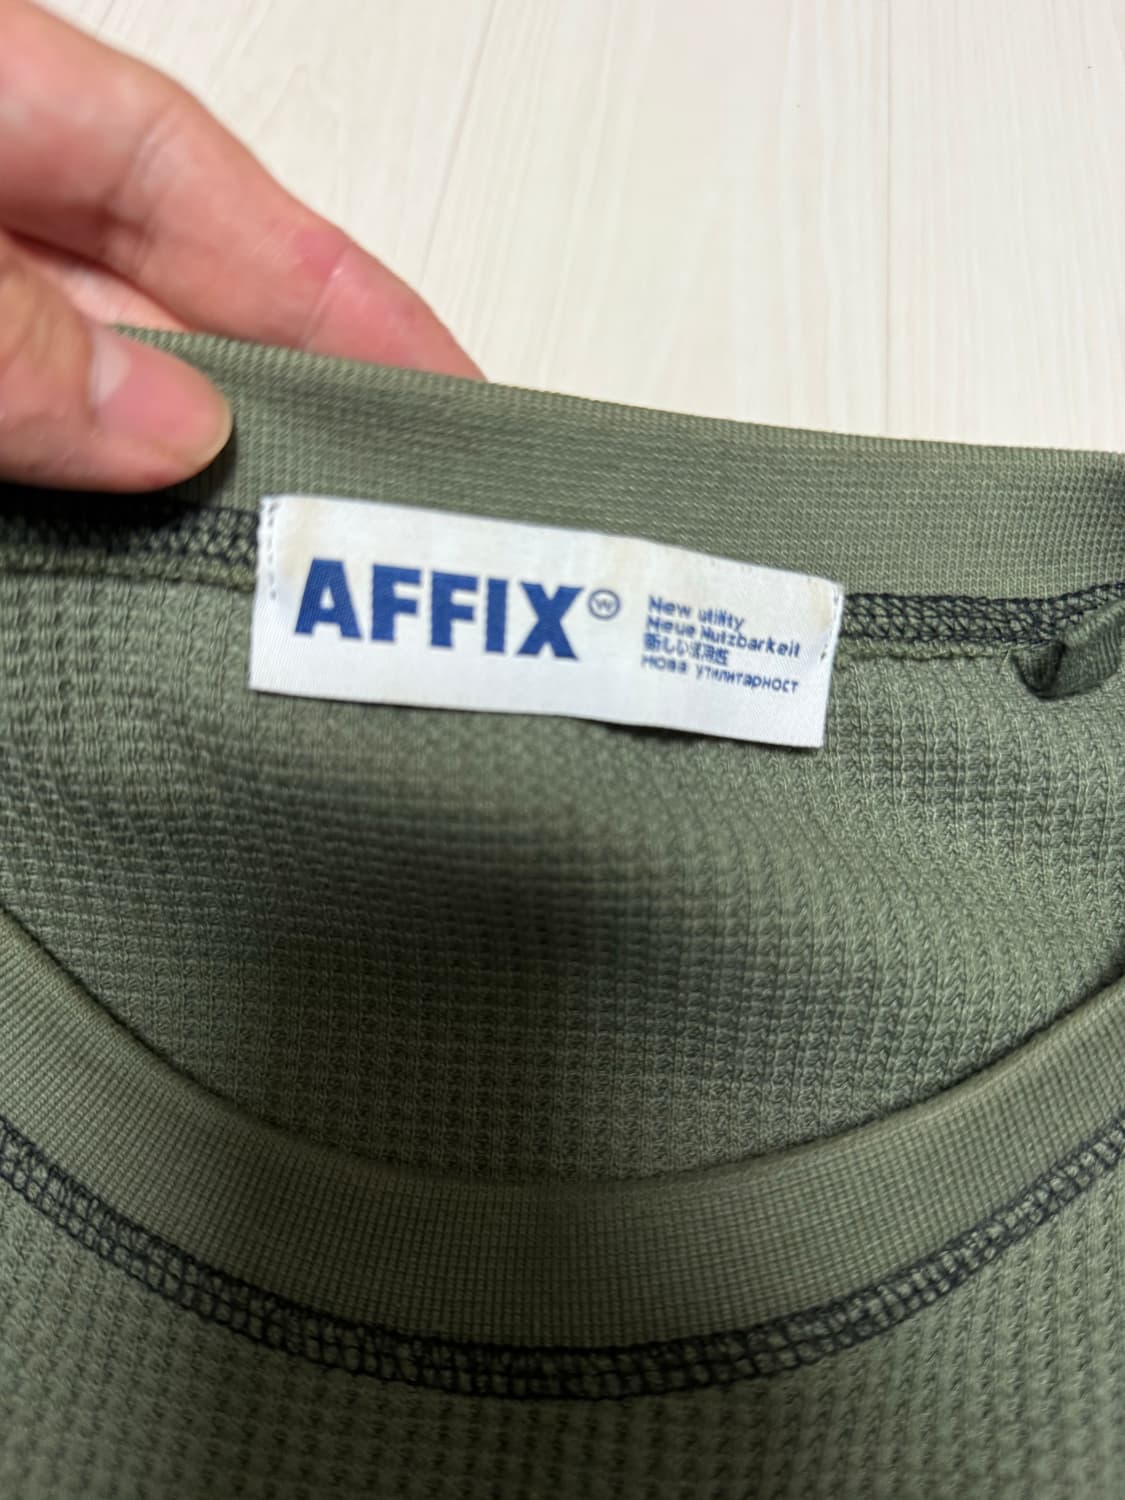 AFFIX Ⓦ
New utility
Neue Nutzbarkeit
新しい実用性
Нова утилитарност